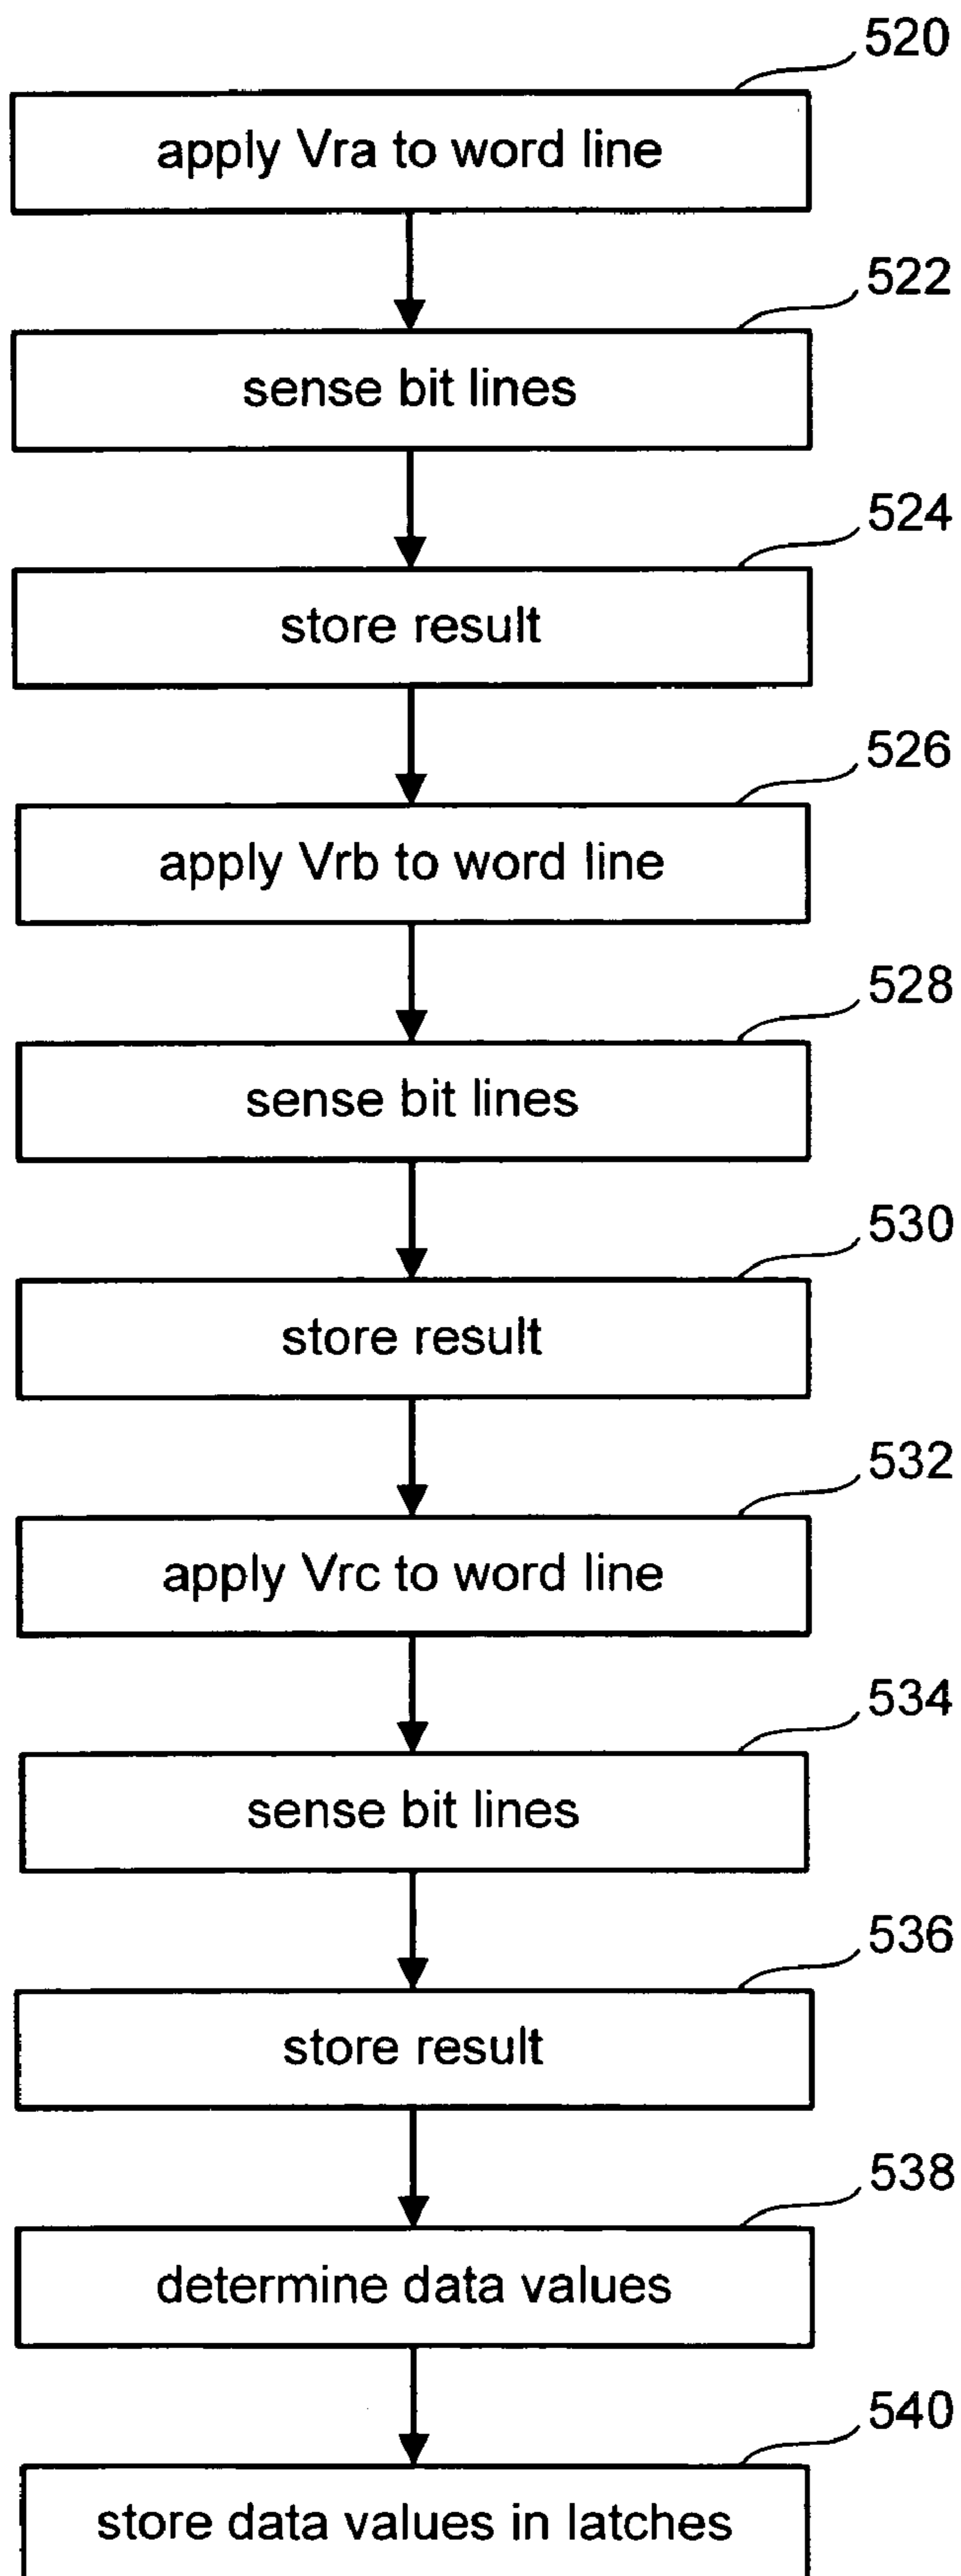 520
apply Vra to word line
522
sense bit lines
524
store result
526
apply Vrb to word line
528
sense bit lines
530
store result
532
apply Vrc to word line
534
sense bit lines
536
store result
538
determine data values
540
store data values in latches